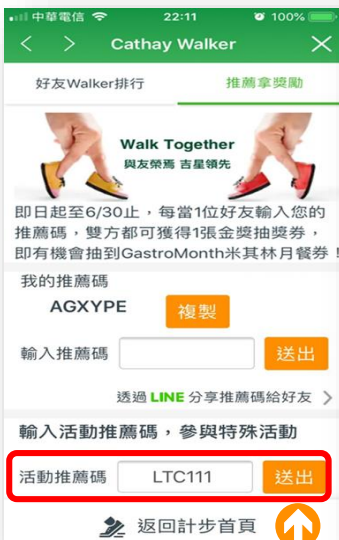 中華電信 22:11 100%
Cathay Walker
好友Walker排行 推薦拿獎勵
Walk Together
與友榮焉 吉星領先
即日起至6/30止,每當1位好友輸入您的
推薦碼,雙方都可獲得1張金獎抽獎券,
即有機會抽到GastroMonth米其林月餐券!
我的推薦碼
AGXYPE 複製
輸入推薦碼 送出
透過 LINE 分享推薦碼給好友
輸入活動推薦碼,參與特殊活動
活動推薦碼 LTC111 送出
返回計步首頁